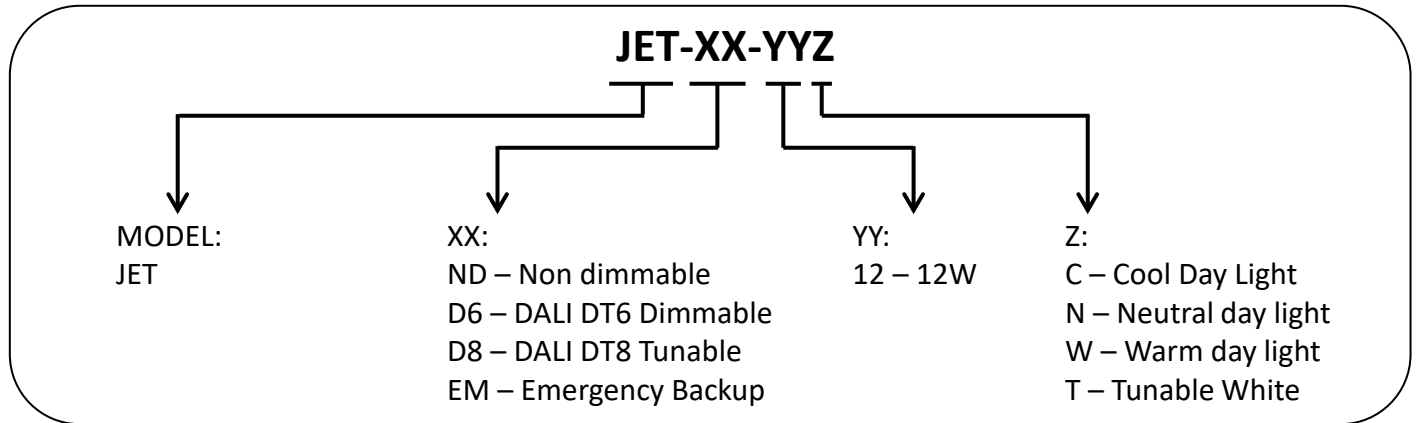 JET-XX-YYZ
MODEL:
JET
XX:
ND – Non dimmable
D6 – DALI DT6 Dimmable
D8 – DALI DT8 Tunable
EM – Emergency Backup
YY:
12 – 12W
Z:
C – Cool Day Light
N – Neutral day light
W – Warm day light
T – Tunable White